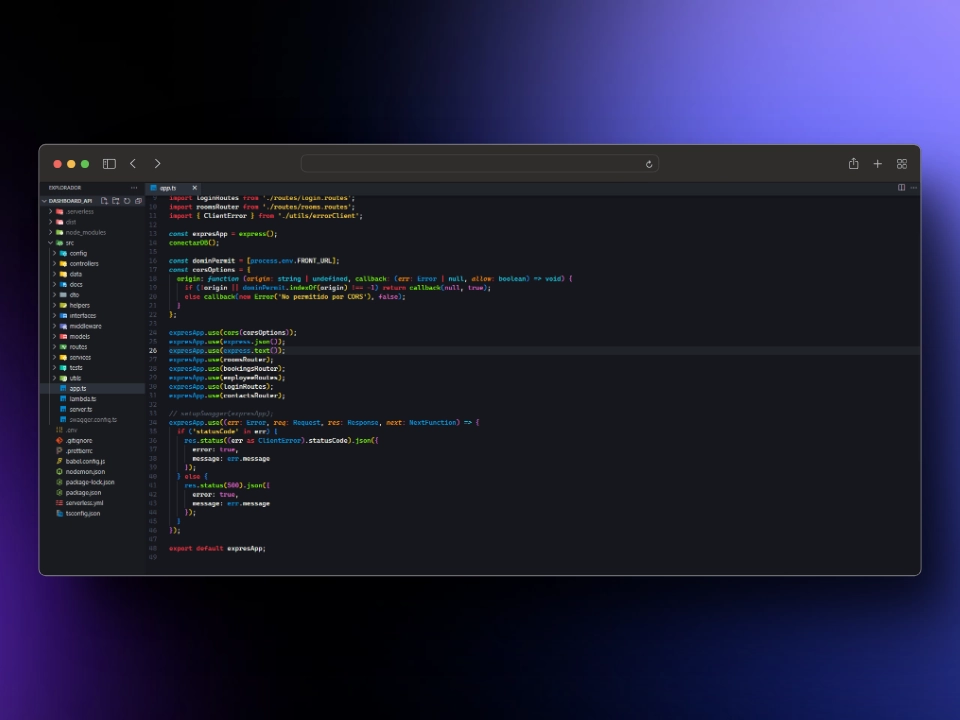 EXPLORADOR
DASHBOARD_API
.serverless
dist
node_modules
src
config
controllers
data
docs
dto
helpers
interfaces
middleware
models
routes
services
tests
utils
app.ts
lambda.ts
server.ts
swagger.config.ts
.env
.gitignore
.prettierrc
babel.config.js
nodemon.json
package-lock.json
package.json
serverless.yml
tsconfig.json
app.ts
9 import loginRoutes from './routes/login.routes';
10 import roomsRouter from './routes/rooms.routes';
11 import { ClientError } from './utils/errorClient';
12
13 const expresApp = express();
14 conectarDB();
15
16 const dominPermit = [process.env.FRONT_URL];
17 const corsOptions = {
18 origin: function (origin: string | undefined, callback: (err: Error | null, allow: boolean) => void) {
19 if (!origin || dominPermit.indexOf(origin) !== -1) return callback(null, true);
20 else callback(new Error('No permitido por CORS'), false);
21 }
22 };
23
24 expresApp.use(cors(corsOptions));
25 expresApp.use(express.json());
26 expresApp.use(express.text());
27 expresApp.use(roomsRouter);
28 expresApp.use(bookingsRouter);
29 expresApp.use(employeeRoutes);
30 expresApp.use(loginRoutes);
31 expresApp.use(contactsRouter);
32
33 // setupSwagger(expresApp);
34 expresApp.use((err: Error, req: Request, res: Response, next: NextFunction) => {
35 if ('statusCode' in err) {
36 res.status((err as ClientError).statusCode).json({
37 error: true,
38 message: err.message
39 });
40 } else {
41 res.status(500).json({
42 error: true,
43 message: err.message
44 });
45 }
46 });
47
48 export default expresApp;
49